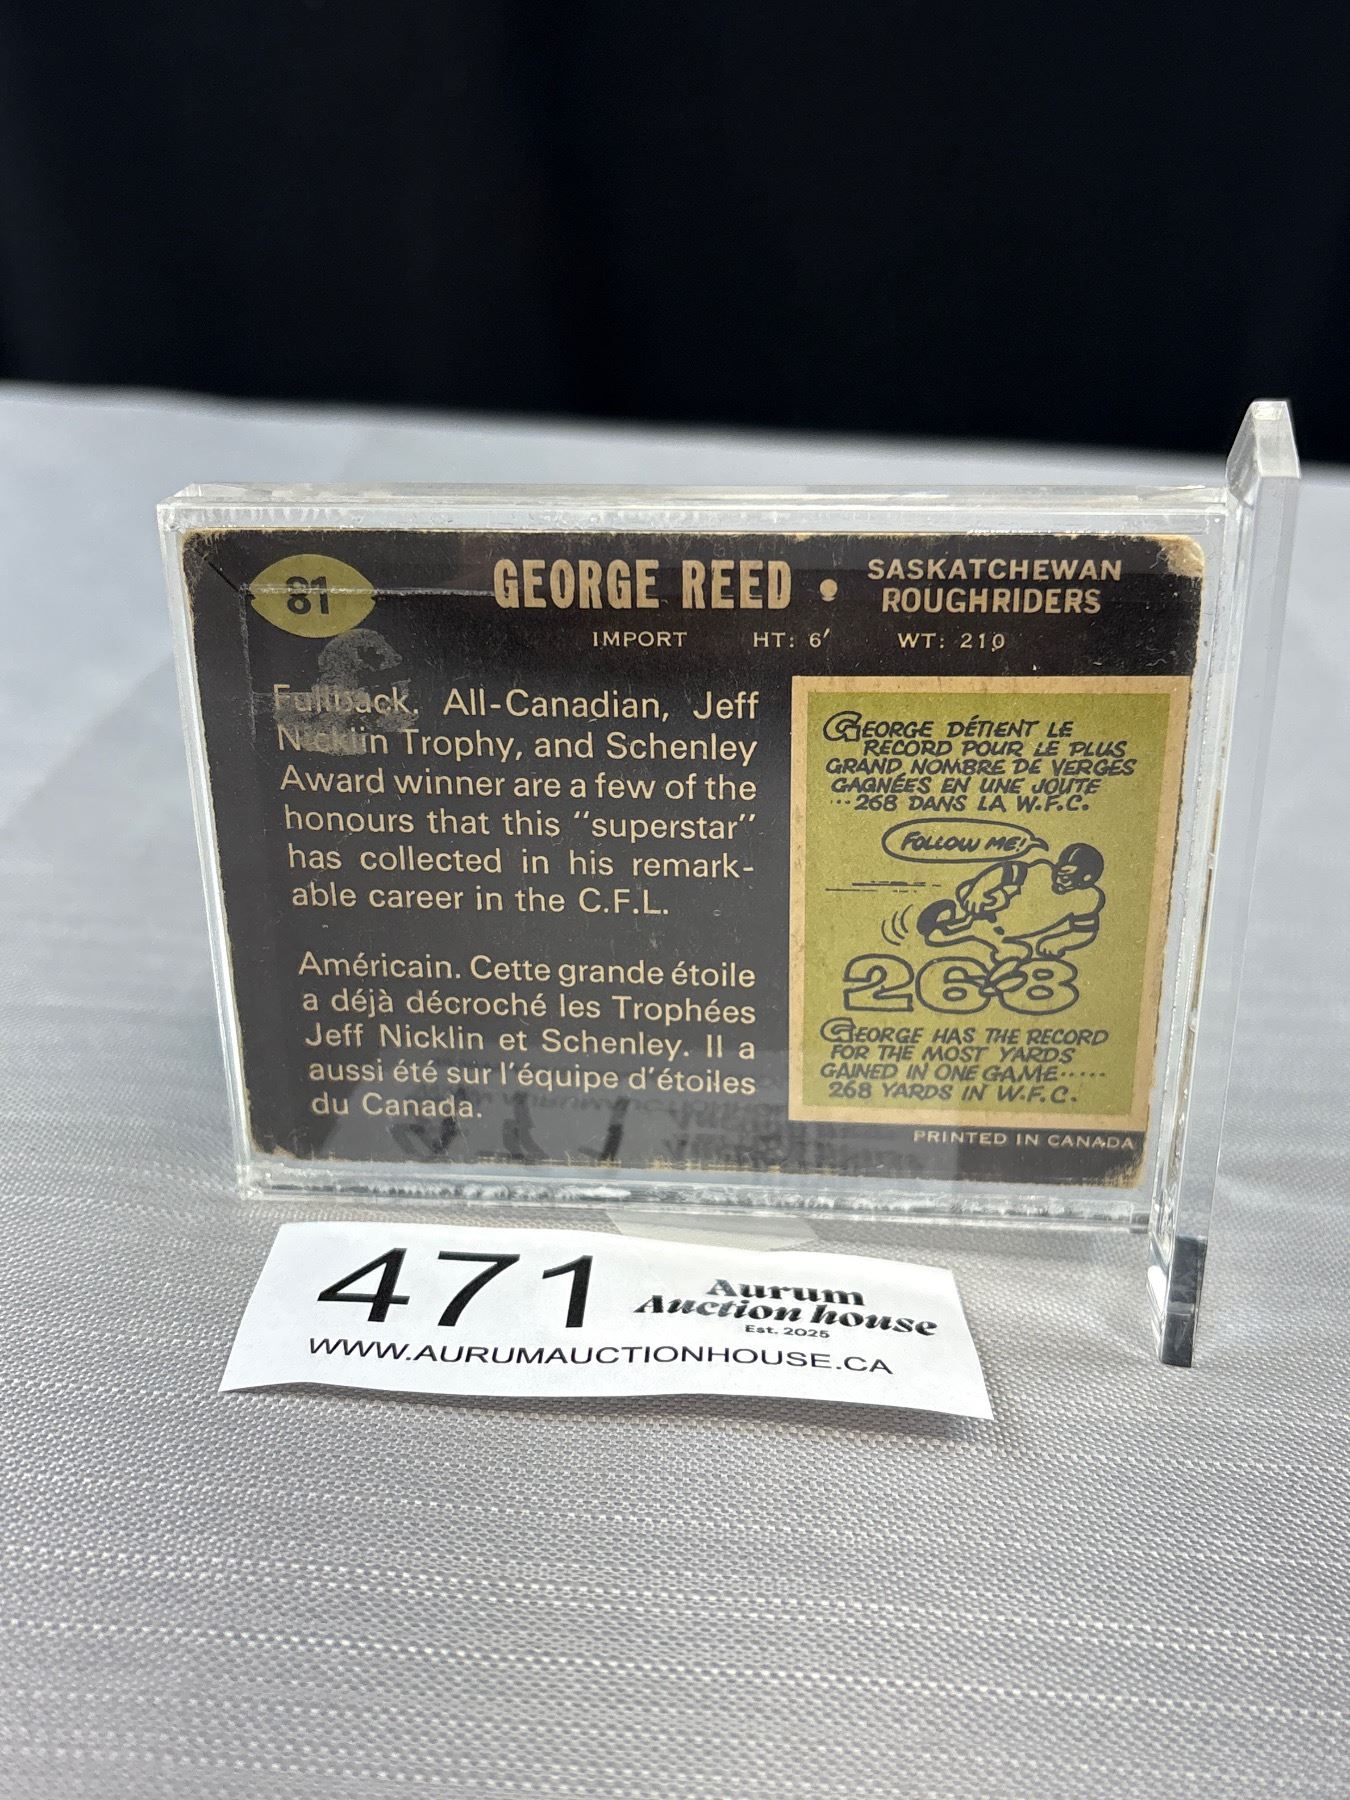 81
GEORGE REED • SASKATCHEWAN
ROUGHRIDERS
IMPORT HT: 6′ WT: 210
Fullback. All-Canadian, Jeff
Nicklin Trophy, and Schenley
Award winner are a few of the
honours that this "superstar"
has collected in his remark-
able career in the C.F.L.
Américain. Cette grande étoile
a déjà décroché les Trophées
Jeff Nicklin et Schenley. Il a
aussi été sur l'équipe d'étoiles
du Canada.
GEORGE DÉTIENT LE
RECORD POUR LE PLUS
GRAND NOMBRE DE VERGES
GAGNÉES EN UNE JOUTE
...268 DANS LA W.F.C.
FOLLOW ME!
268
GEORGE HAS THE RECORD
FOR THE MOST YARDS
GAINED IN ONE GAME.....
268 YARDS IN W.F.C.
PRINTED IN CANADA
471
Aurum
Auction house
Est. 2025
WWW.AURUMAUCTIONHOUSE.CA